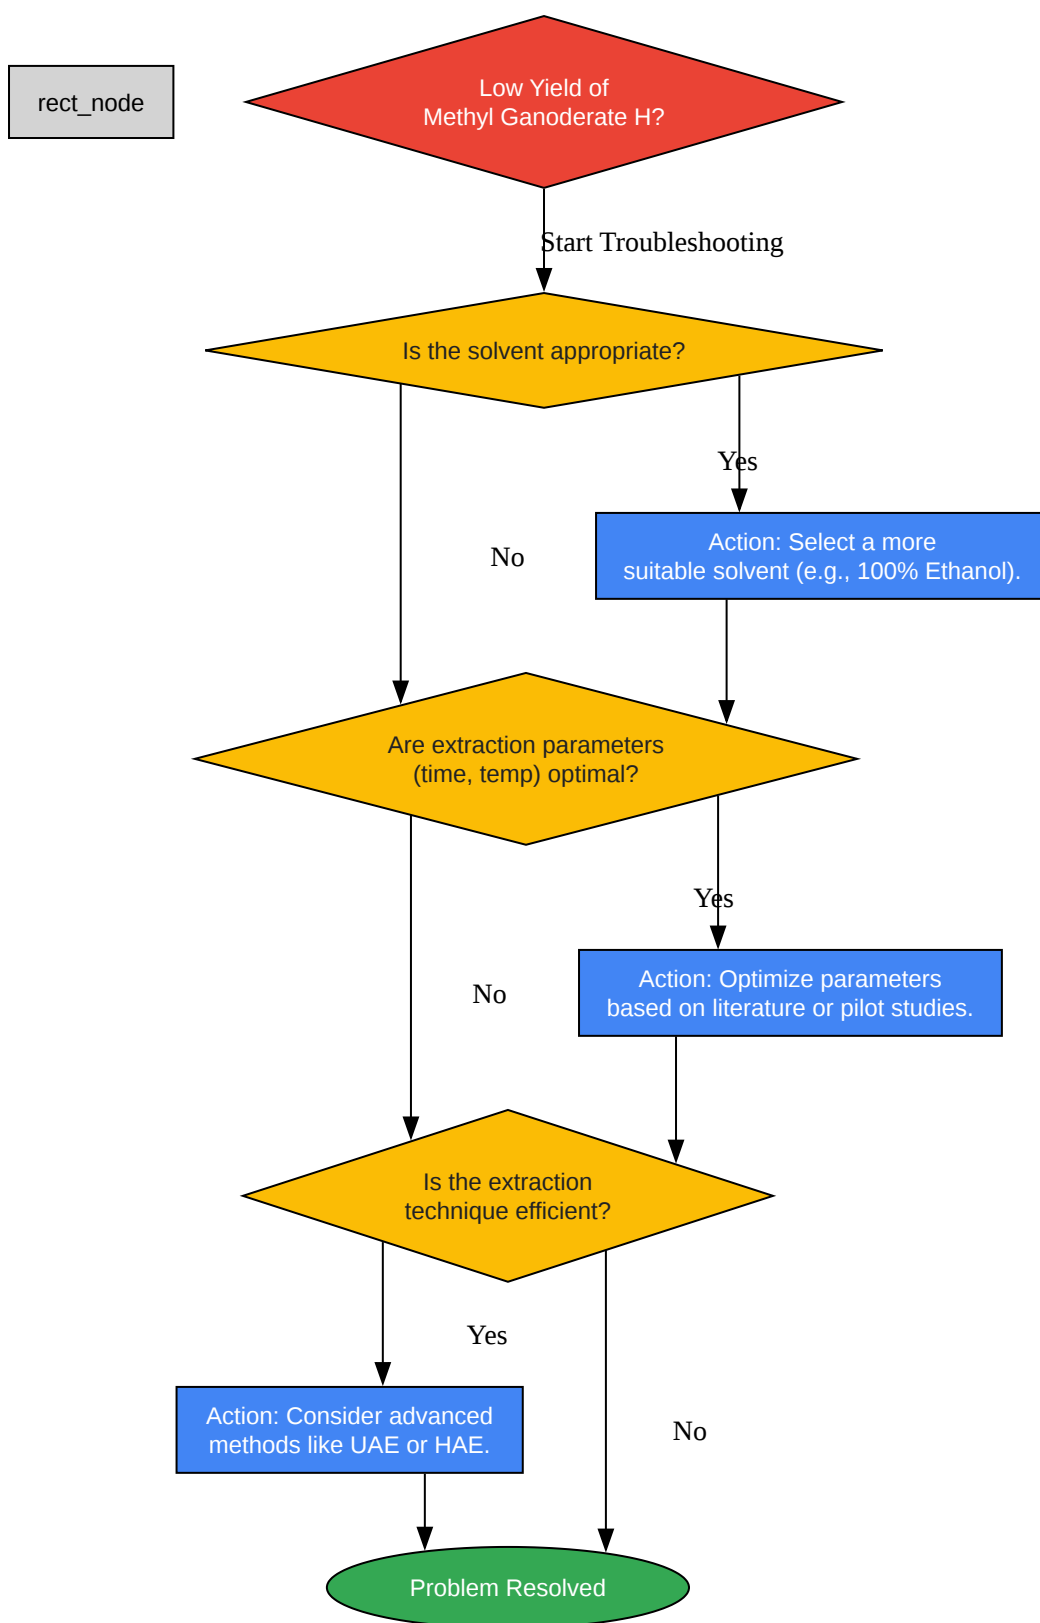 rect_node
Low Yield of
Methyl Ganoderate H?
Start Troubleshooting
Is the solvent appropriate?
Yes
No
Action: Select a more
suitable solvent (e.g., 100% Ethanol).
Are extraction parameters
(time, temp) optimal?
Yes
No
Action: Optimize parameters
based on literature or pilot studies.
Is the extraction
technique efficient?
Yes
No
Action: Consider advanced
methods like UAE or HAE.
Problem Resolved